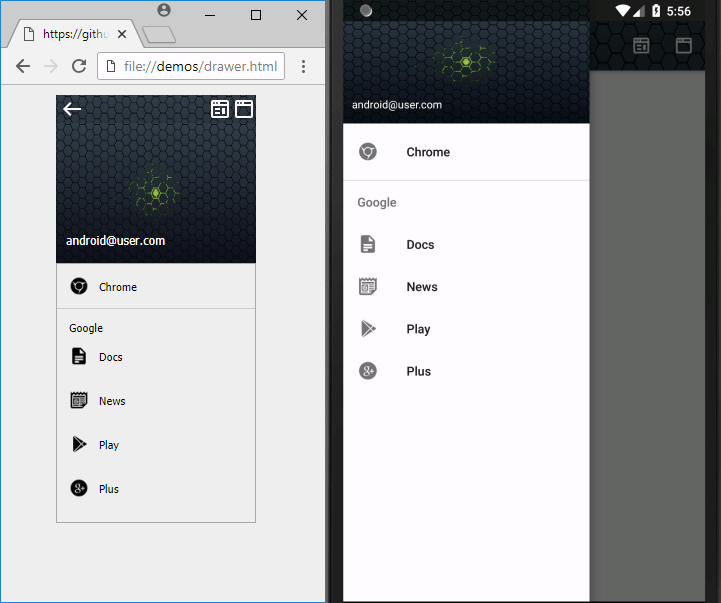 https://githu
file://demos/drawer.html
android@user.com
Chrome
Google
Docs
News
Play
Plus
5:56
android@user.com
Chrome
Google
Docs
News
Play
Plus